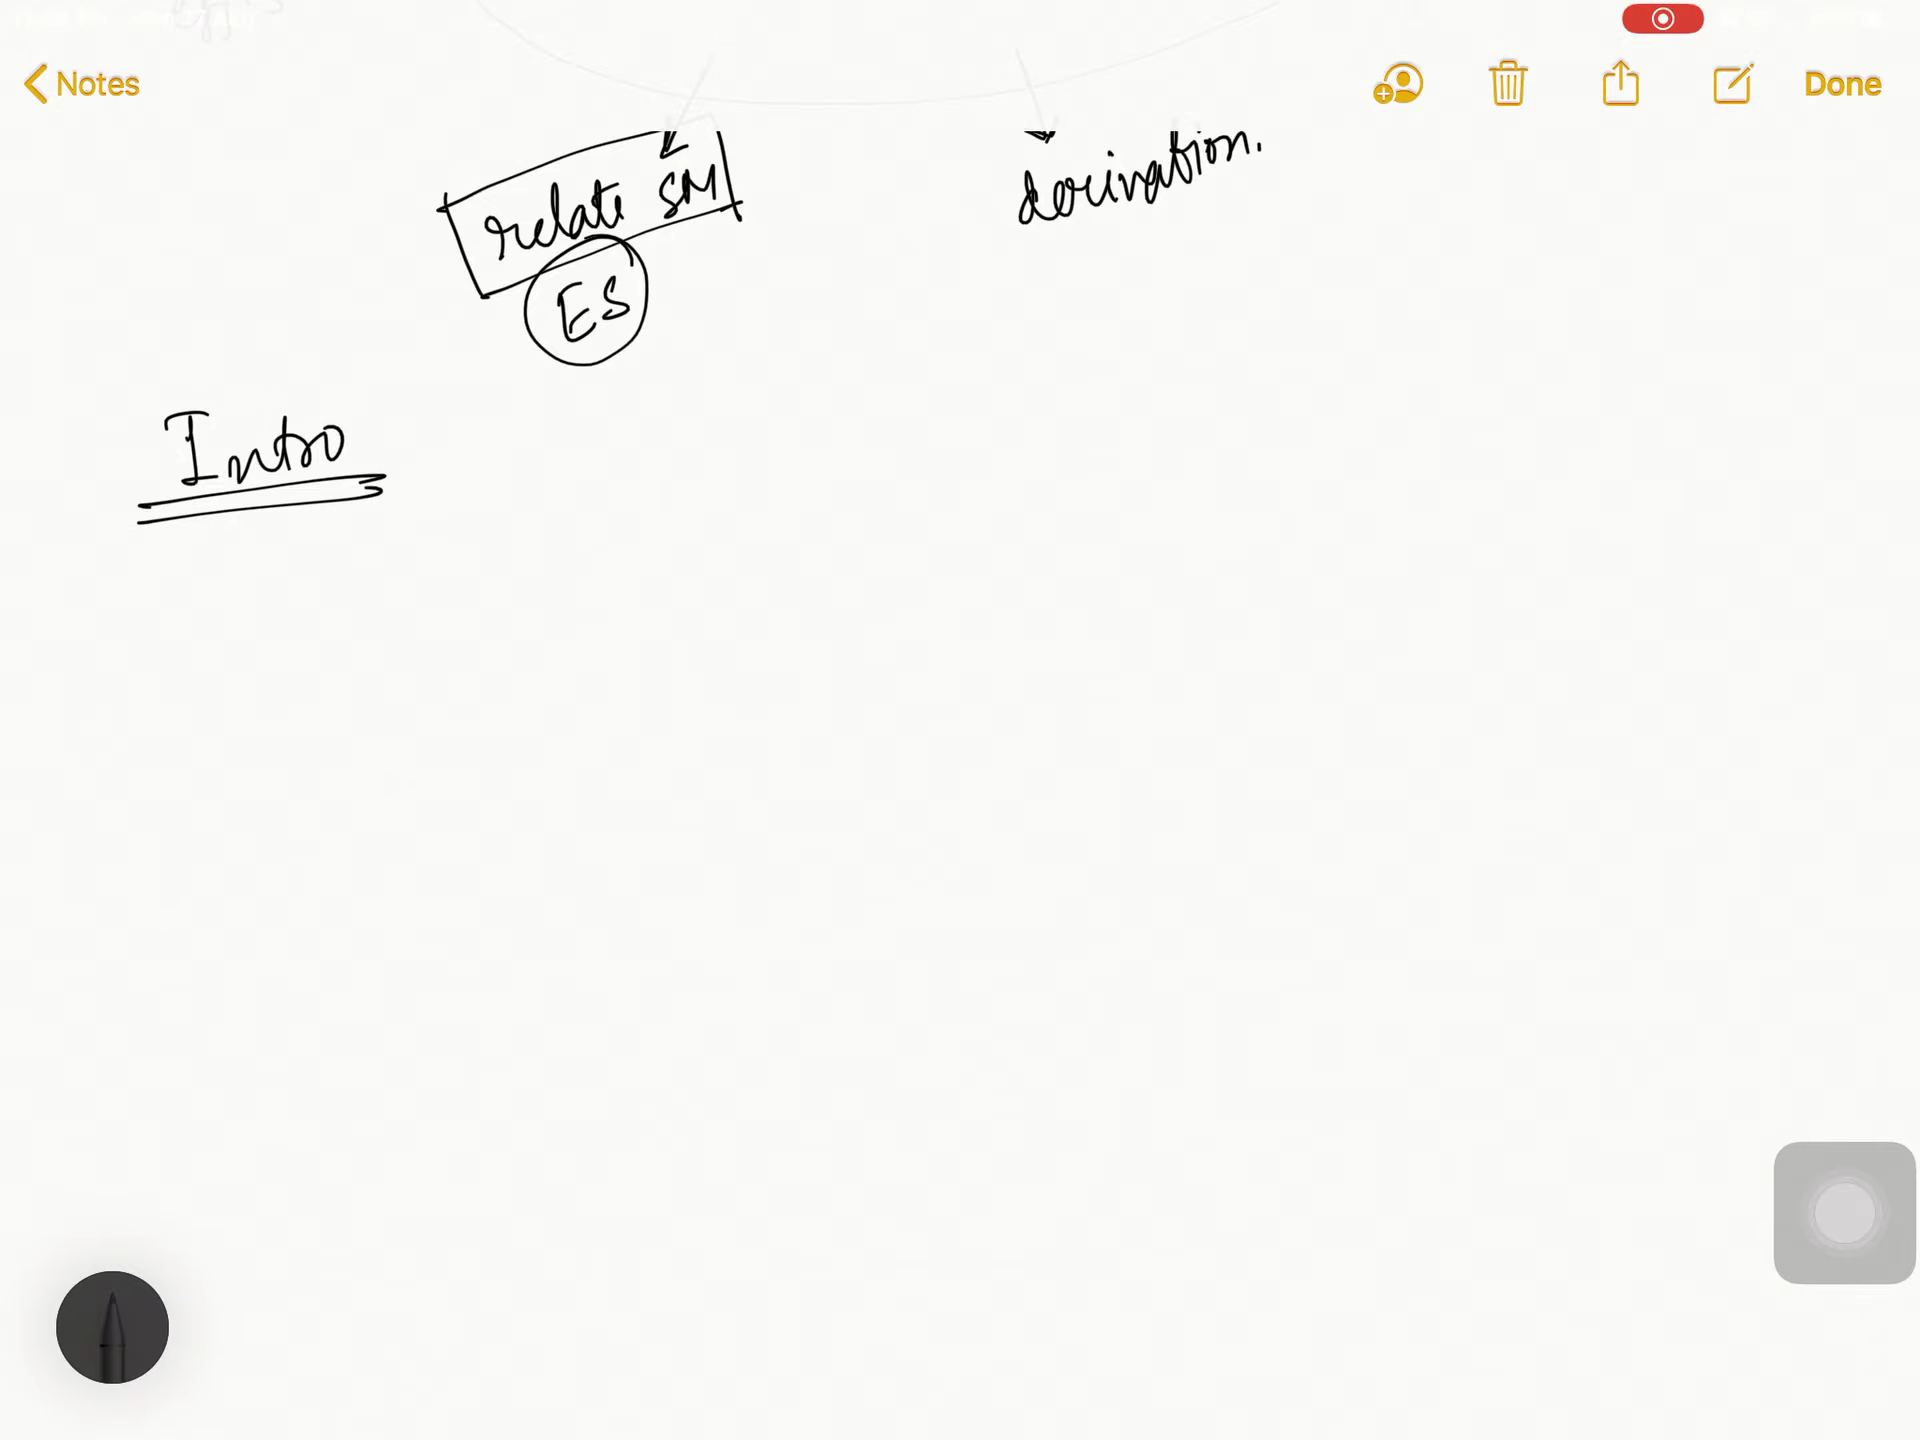 Notes
Done
relate SM
derivation.
ES
Intro